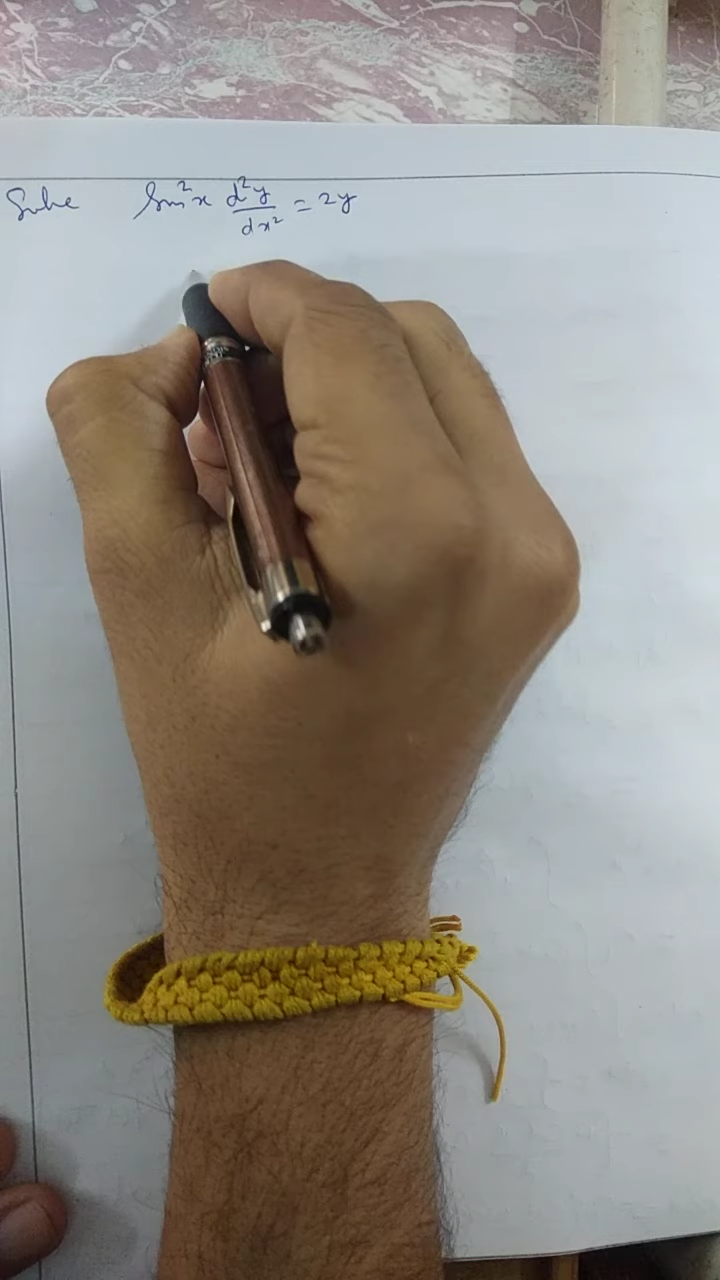 Solve sin²x d²y/dx² = 2y